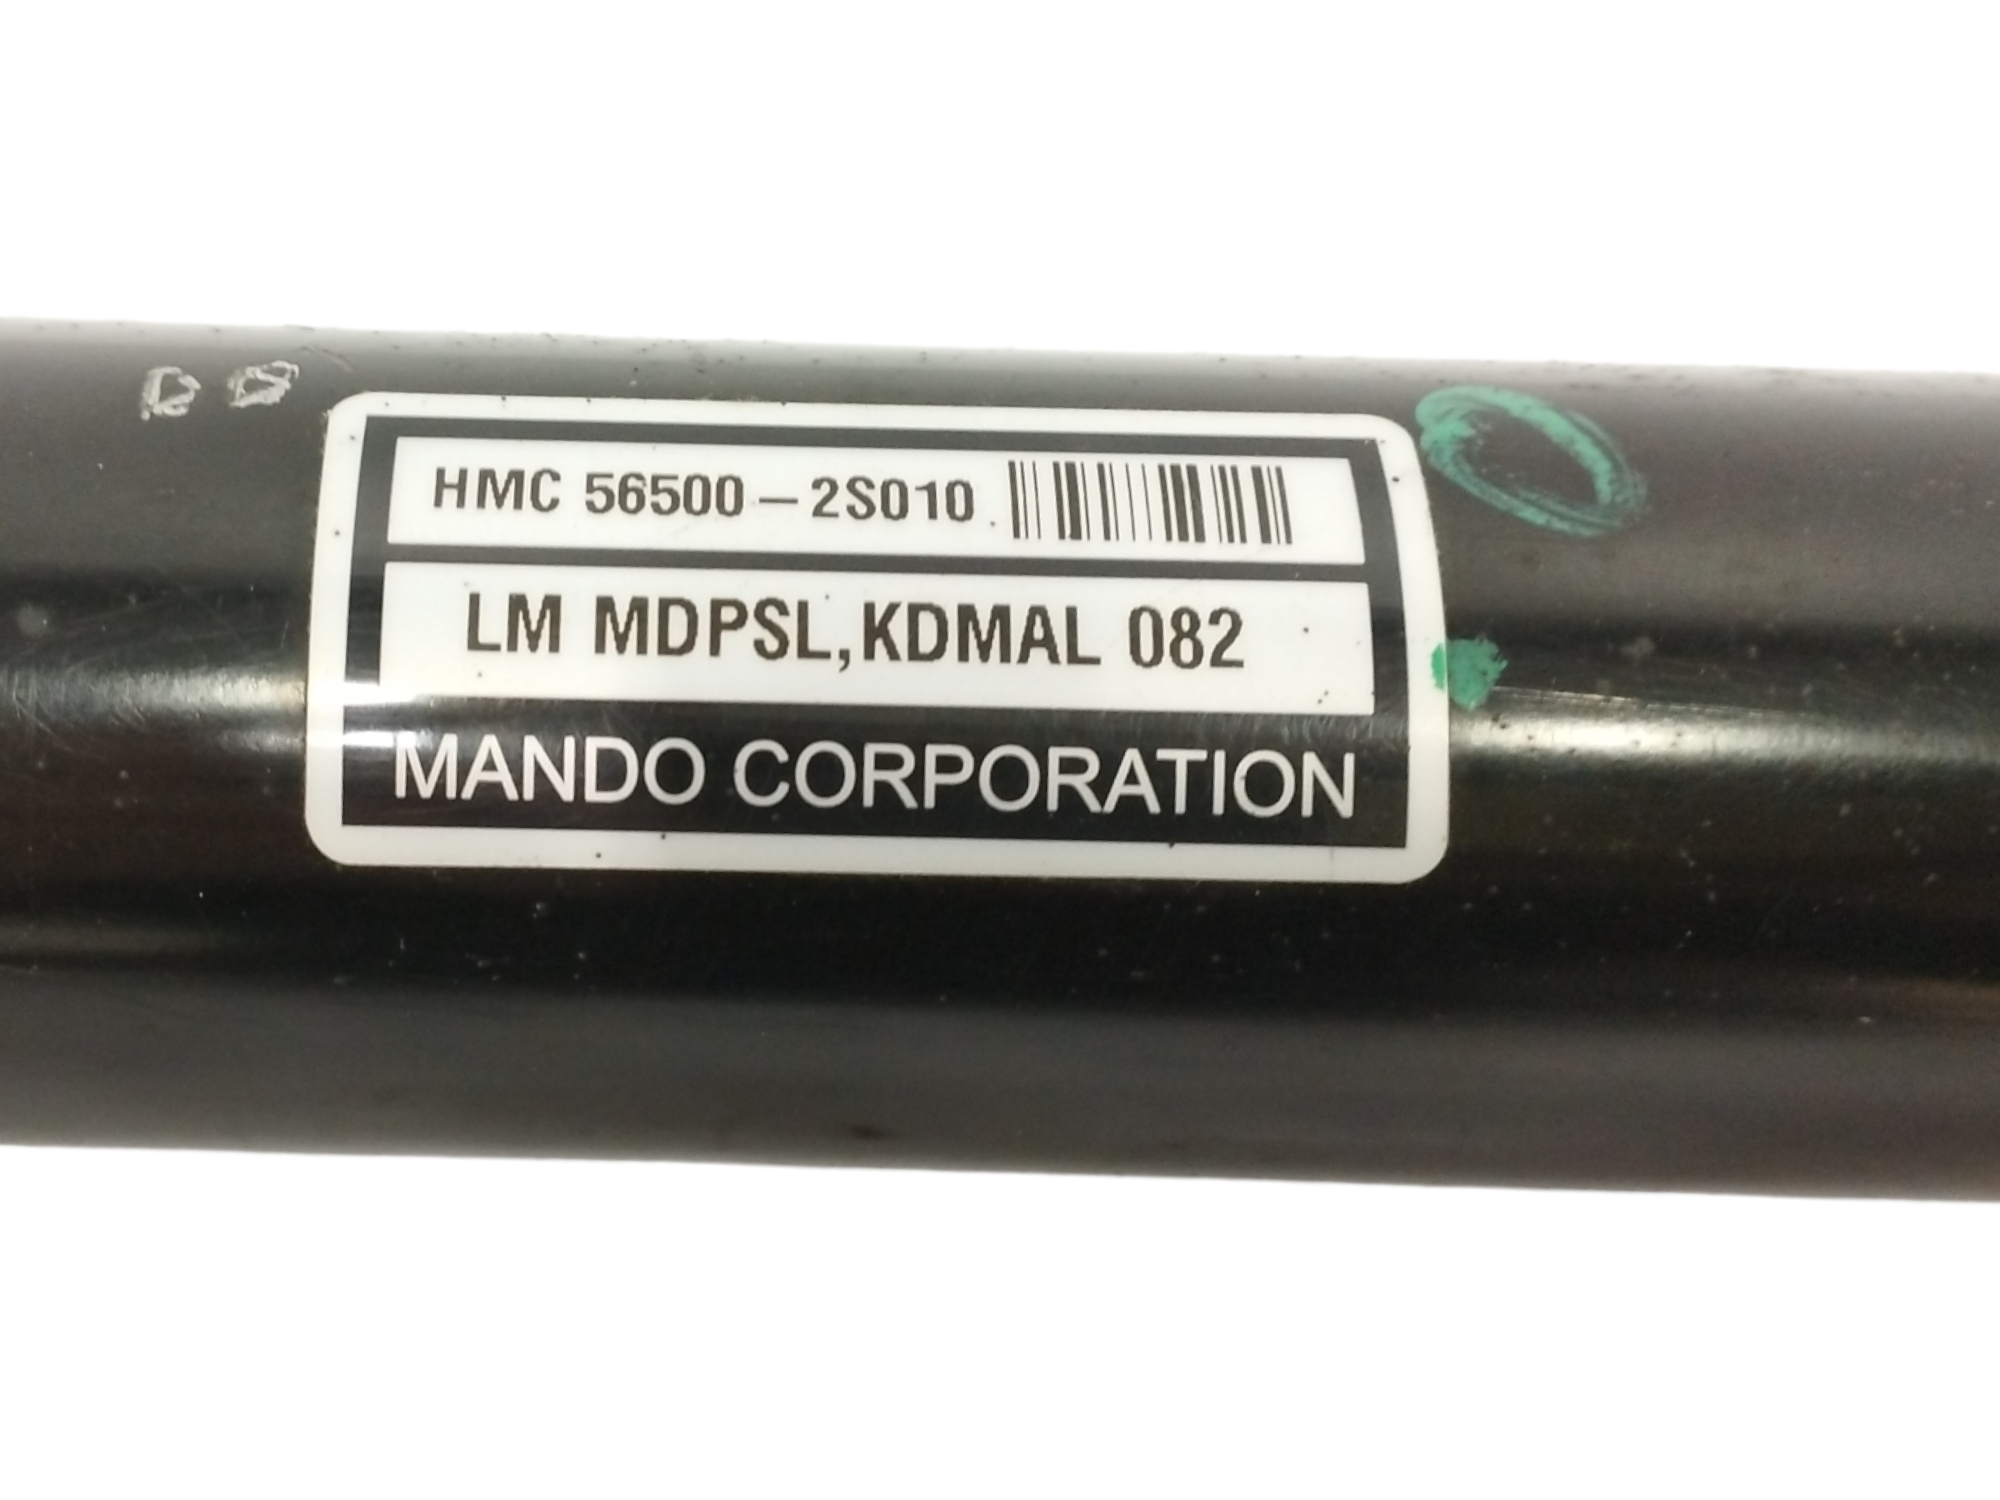 HMC 56500-2S010
LM MDPSL,KDMAL 082
MANDO CORPORATION